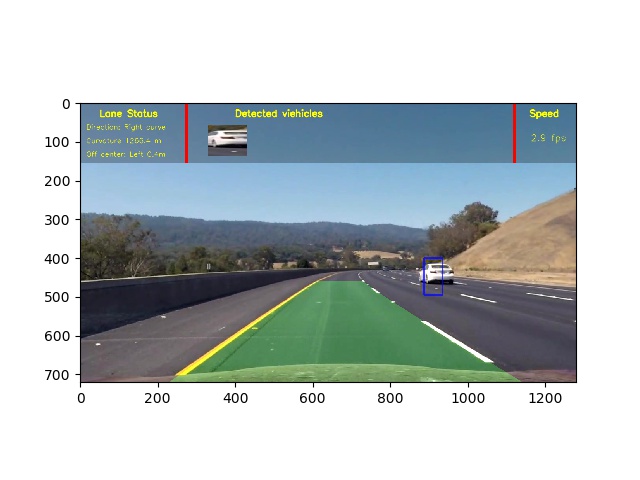 Lane Status
Detected viehicles
Speed
Direction: Right curve
Curvature 1266.4 m
Off center: Left 0.4m
2.9 fps
0
100
200
300
400
500
600
700
0
200
400
600
800
1000
1200